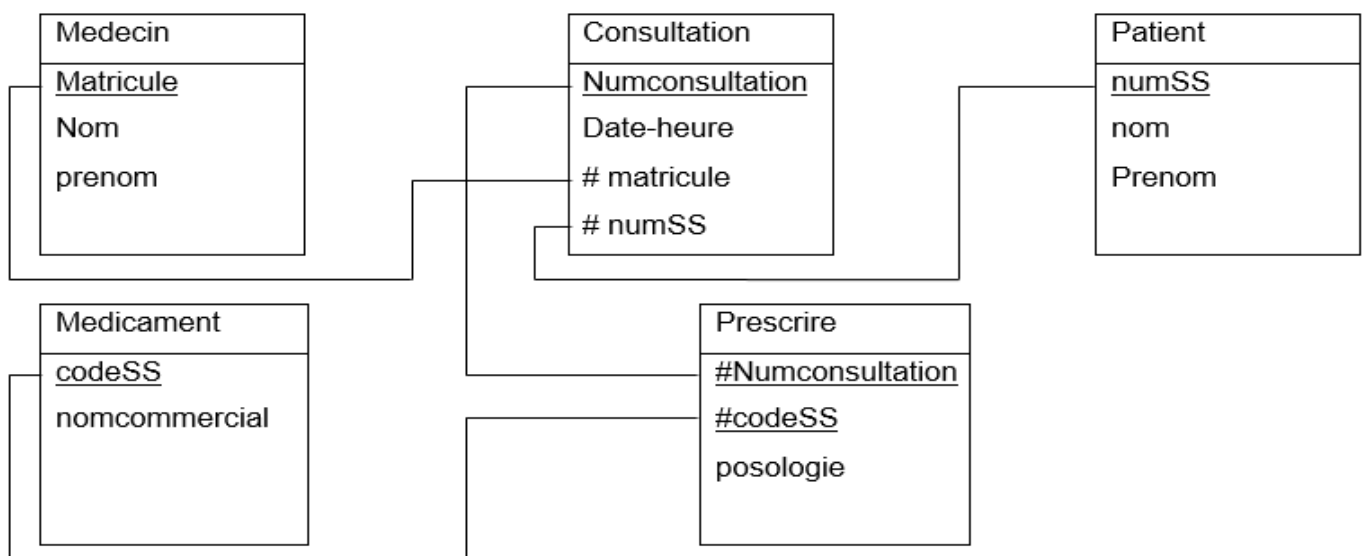 Medecin
Matricule
Nom
prenom
Consultation
Numconsultation
Date-heure
# matricule
# numSS
Patient
numSS
nom
Prenom
Medicament
codeSS
nomcommercial
Prescrire
#Numconsultation
#codeSS
posologie